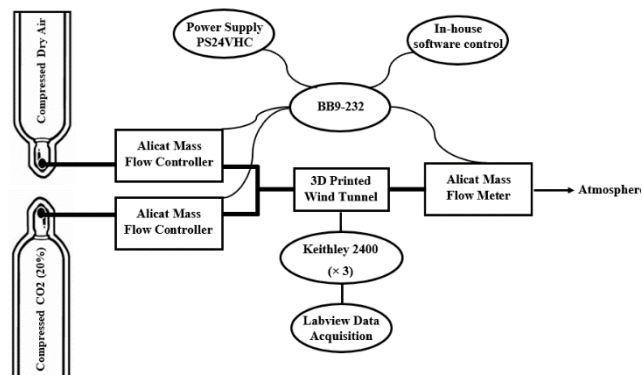 Compressed Dry Air
Power Supply
PS24VHC
In-house
software control
BB9-232
Alicat Mass
Flow Controller
Alicat Mass
Flow Controller
3D Printed
Wind Tunnel
Alicat Mass
Flow Meter
Atmosphere
Compressed CO2 (20%)
Keithley 2400
(× 3)
Labview Data
Acquisition